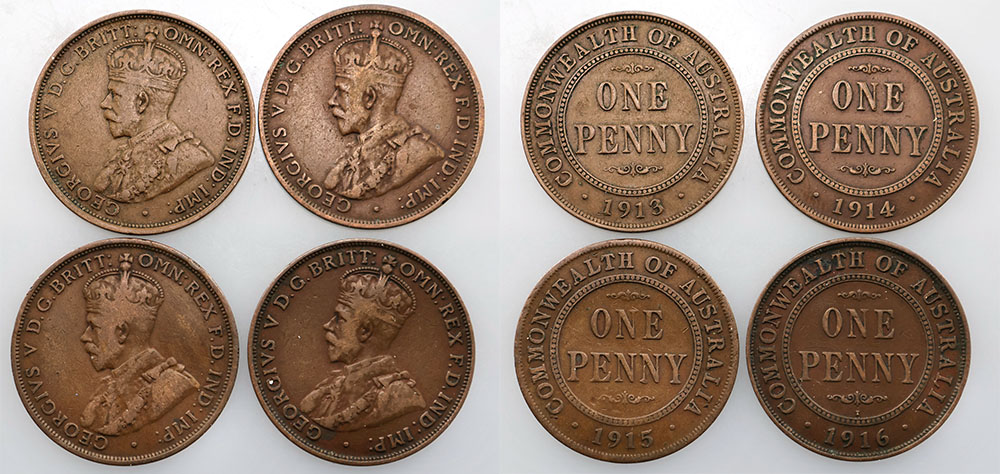 GEORGIVS V D.G. BRITT: OMN: REX F.D. IND: IMP:
GEORGIVS V D.G. BRITT: OMN: REX F.D. IND: IMP:
COMMONWEALTH OF AUSTRALIA
ONE
PENNY
· 1913 ·
COMMONWEALTH OF AUSTRALIA
ONE
PENNY
· 1914 ·
GEORGIVS V D.G. BRITT: OMN: REX F.D. IND: IMP:
GEORGIVS V D.G. BRITT: OMN: REX F.D. IND: IMP:
COMMONWEALTH OF AUSTRALIA
ONE
PENNY
· 1915 ·
COMMONWEALTH OF AUSTRALIA
ONE
PENNY
I
· 1916 ·